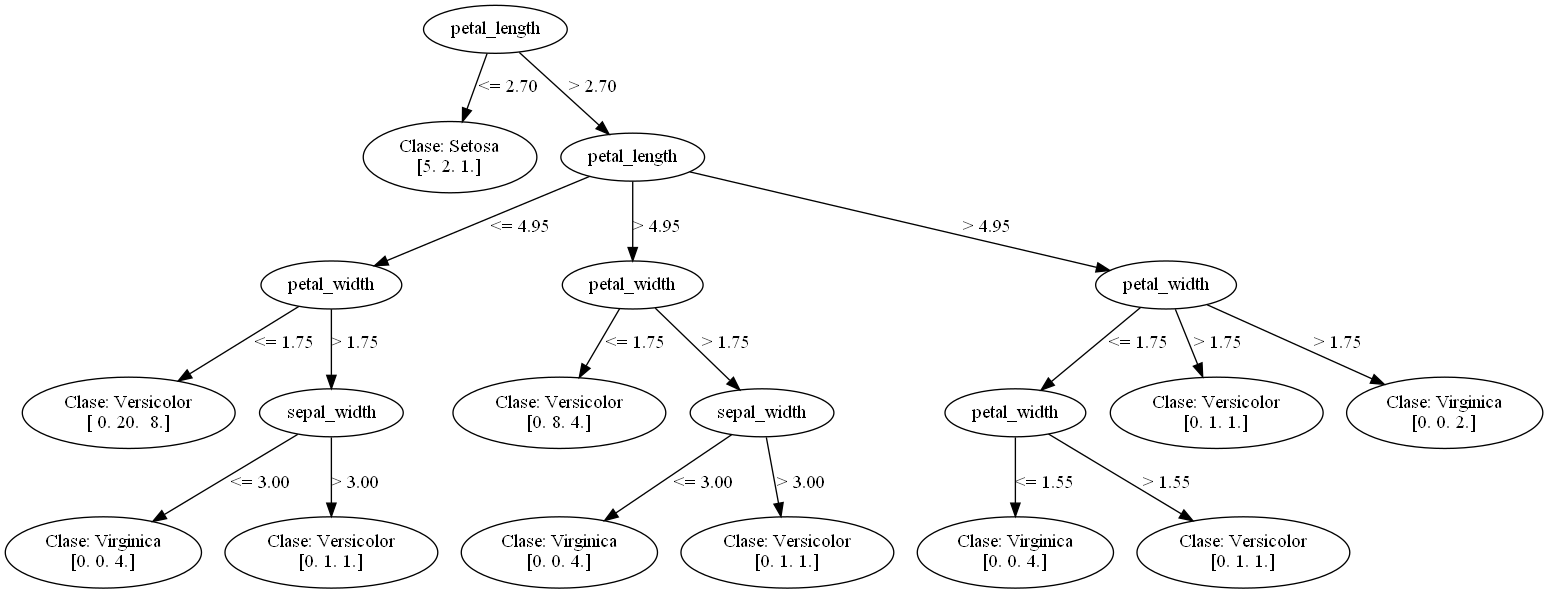 petal_length
<= 2.70
> 2.70
Clase: Setosa
[5. 2. 1.]
petal_length
<= 4.95
> 4.95
> 4.95
petal_width
petal_width
petal_width
<= 1.75
> 1.75
<= 1.75
> 1.75
<= 1.75
> 1.75
> 1.75
Clase: Versicolor
[ 0. 20.  8.]
sepal_width
Clase: Versicolor
[0. 8. 4.]
sepal_width
petal_width
Clase: Versicolor
[0. 1. 1.]
Clase: Virginica
[0. 0. 2.]
<= 3.00
> 3.00
<= 3.00
> 3.00
<= 1.55
> 1.55
Clase: Virginica
[0. 0. 4.]
Clase: Versicolor
[0. 1. 1.]
Clase: Virginica
[0. 0. 4.]
Clase: Versicolor
[0. 1. 1.]
Clase: Virginica
[0. 0. 4.]
Clase: Versicolor
[0. 1. 1.]